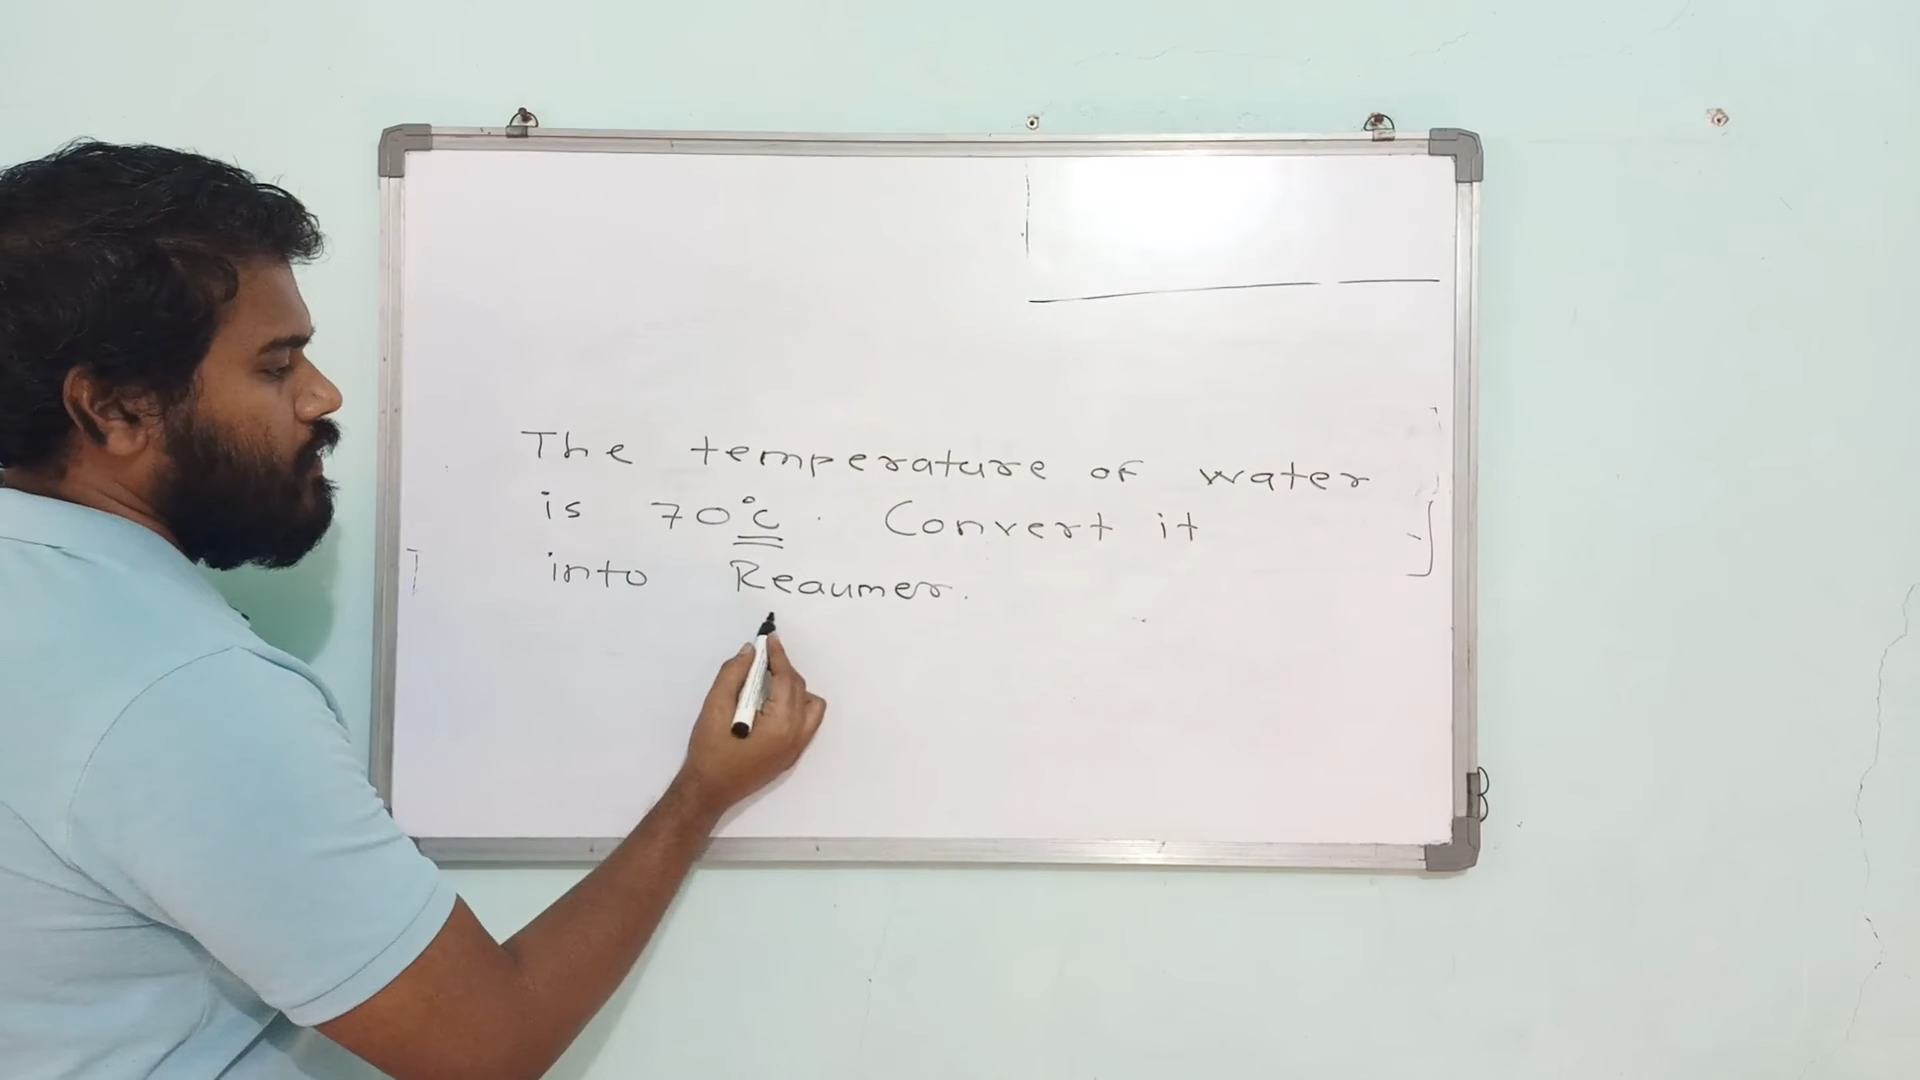 The temperature of water
is 70°C. Convert it
into Reaumer.